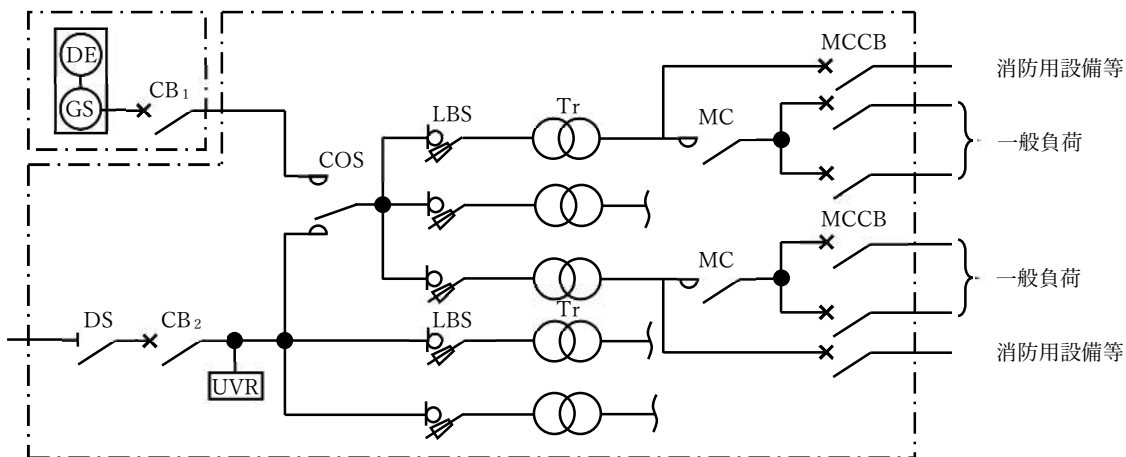 DE
GS
CB₁
COS
LBS
Tr
MC
MCCB
消防用設備等
一般負荷
MCCB
MC
一般負荷
DS
CB₂
UVR
LBS
Tr
消防用設備等